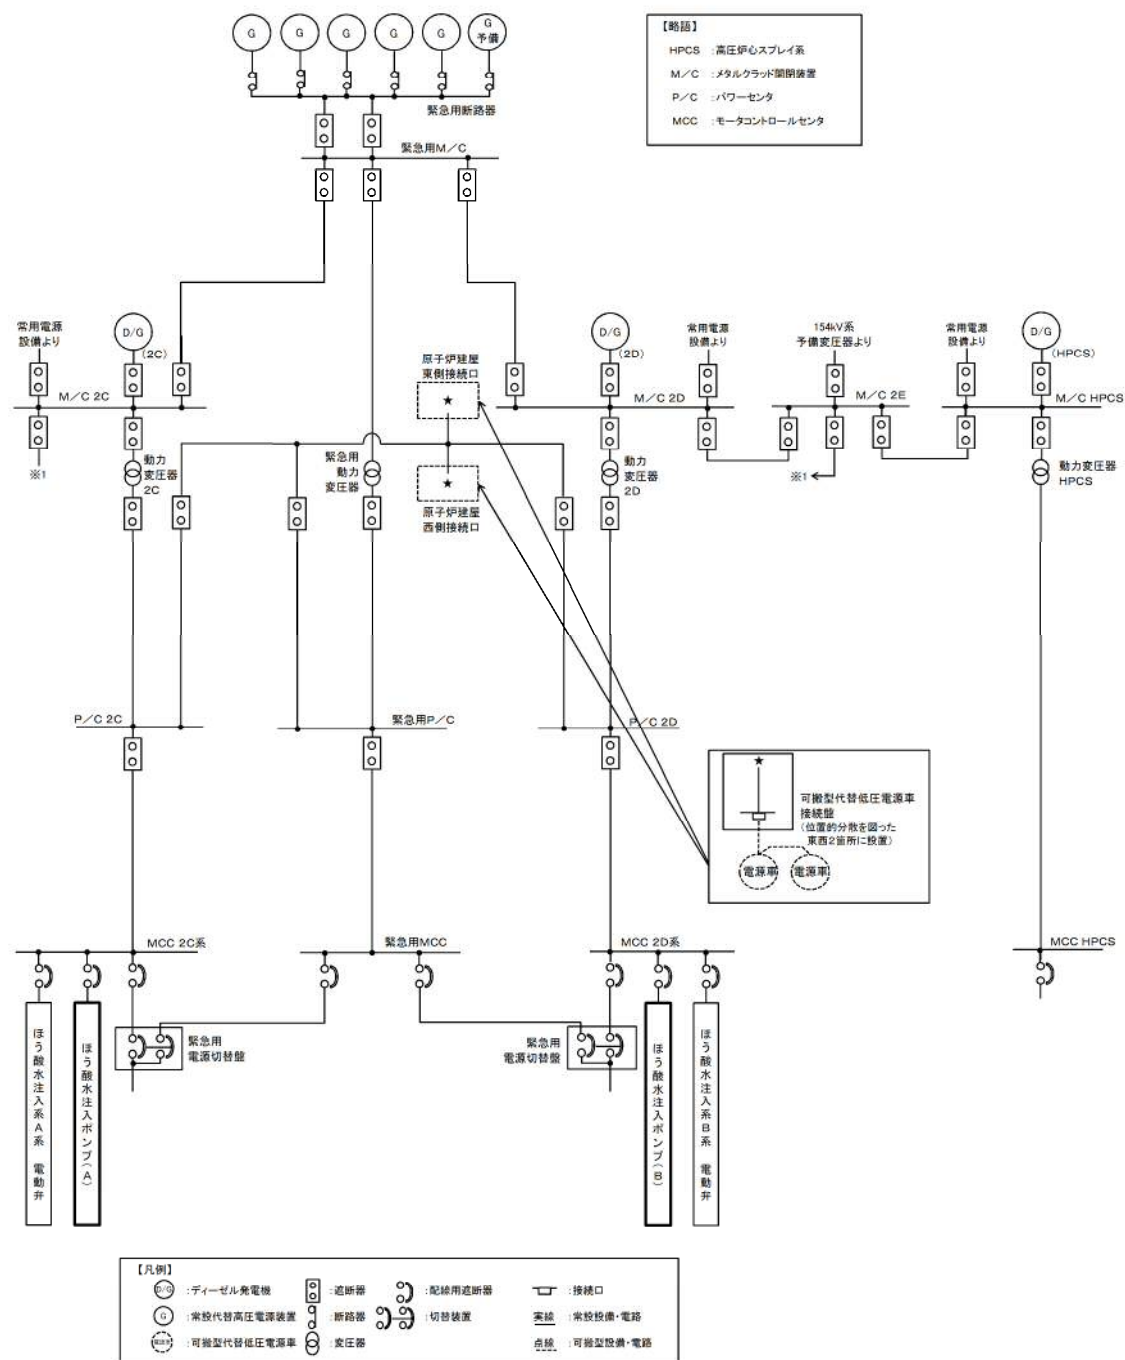 G
G
G
G
G
G
予備
緊急用断路器
緊急用M/C
【略語】
HPCS :高圧炉心スプレイ系
M/C :メタルクラッド開閉装置
P/C :パワーセンタ
MCC :モータコントロールセンタ
常用電源
設備より
D/G
(2C)
M/C 2C
※1
動力
変圧器
2C
原子炉建屋
東側接続口
★
緊急用
動力
変圧器
★
原子炉建屋
西側接続口
D/G
(2D)
常用電源
設備より
M/C 2D
動力
変圧器
2D
154kV系
予備変圧器より
M/C 2E
※1
常用電源
設備より
D/G
(HPCS)
M/C HPCS
動力変圧器
HPCS
P/C 2C
緊急用P/C
P/C 2D
★
可搬型代替低圧電源車
接続盤
(位置的分散を図った
東西2箇所に設置)
電源車
電源車
MCC 2C系
緊急用MCC
MCC 2D系
MCC HPCS
緊急用
電源切替盤
緊急用
電源切替盤
ほう酸水注入系A系 電動弁
ほう酸水注入ポンプ(A)
ほう酸水注入ポンプ(B)
ほう酸水注入系B系 電動弁
【凡例】
D/G :ディーゼル発電機
:遮断器
:配線用遮断器
:接続口
G :常設代替高圧電源装置
:断路器
:切替装置
実線 :常設設備・電路
:可搬型代替低圧電源車
:変圧器
点線 :可搬型設備・電路